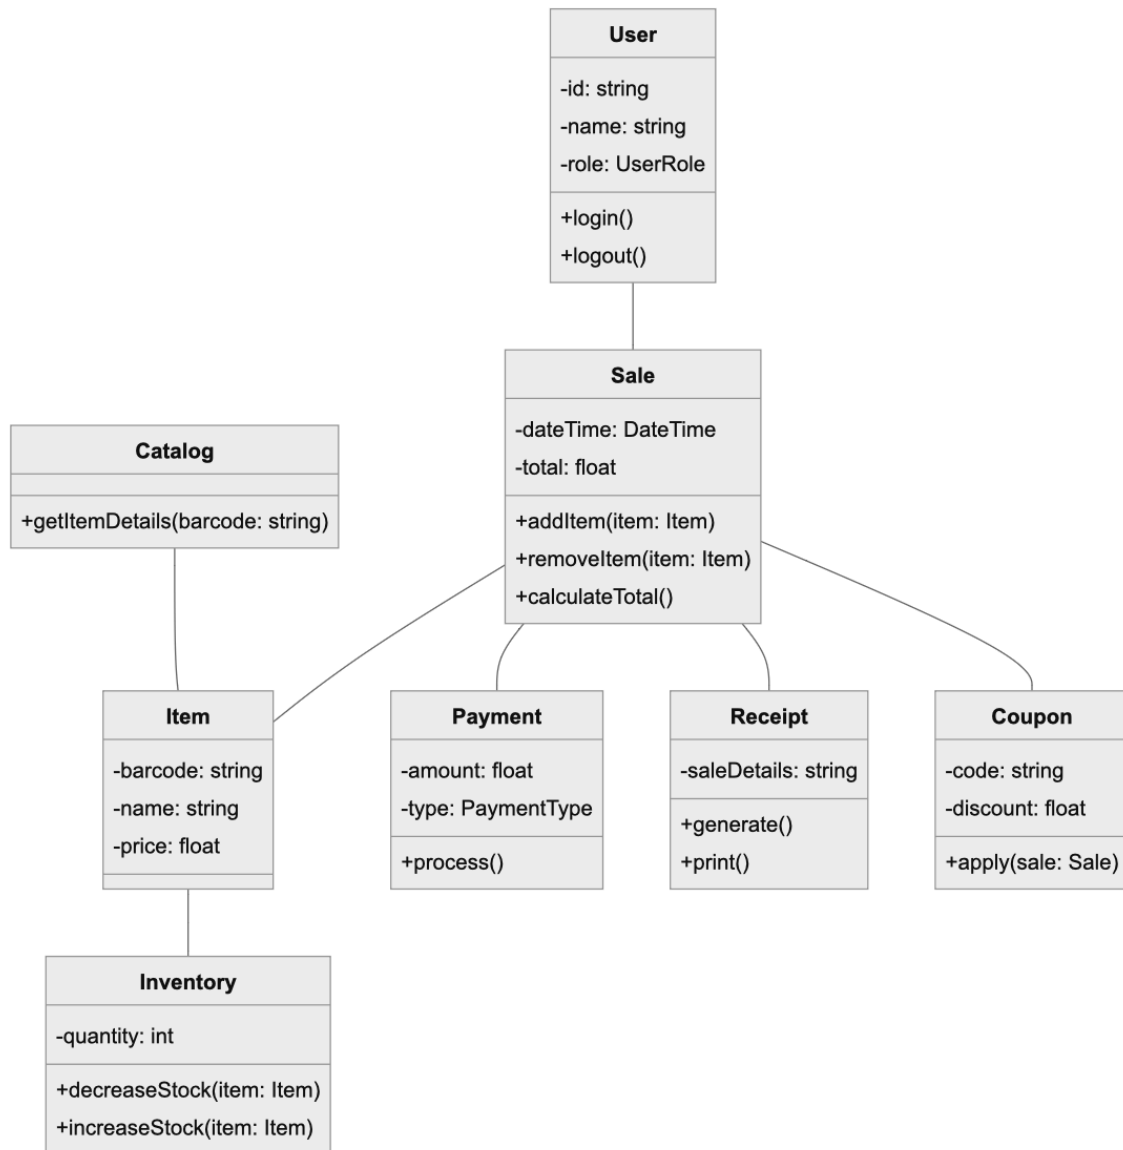 User
-id: string
-name: string
-role: UserRole
+login()
+logout()
Sale
-dateTime: DateTime
-total: float
+addItem(item: Item)
+removeItem(item: Item)
+calculateTotal()
Catalog
+getItemDetails(barcode: string)
Item
-barcode: string
-name: string
-price: float
Payment
-amount: float
-type: PaymentType
+process()
Receipt
-saleDetails: string
+generate()
+print()
Coupon
-code: string
-discount: float
+apply(sale: Sale)
Inventory
-quantity: int
+decreaseStock(item: Item)
+increaseStock(item: Item)